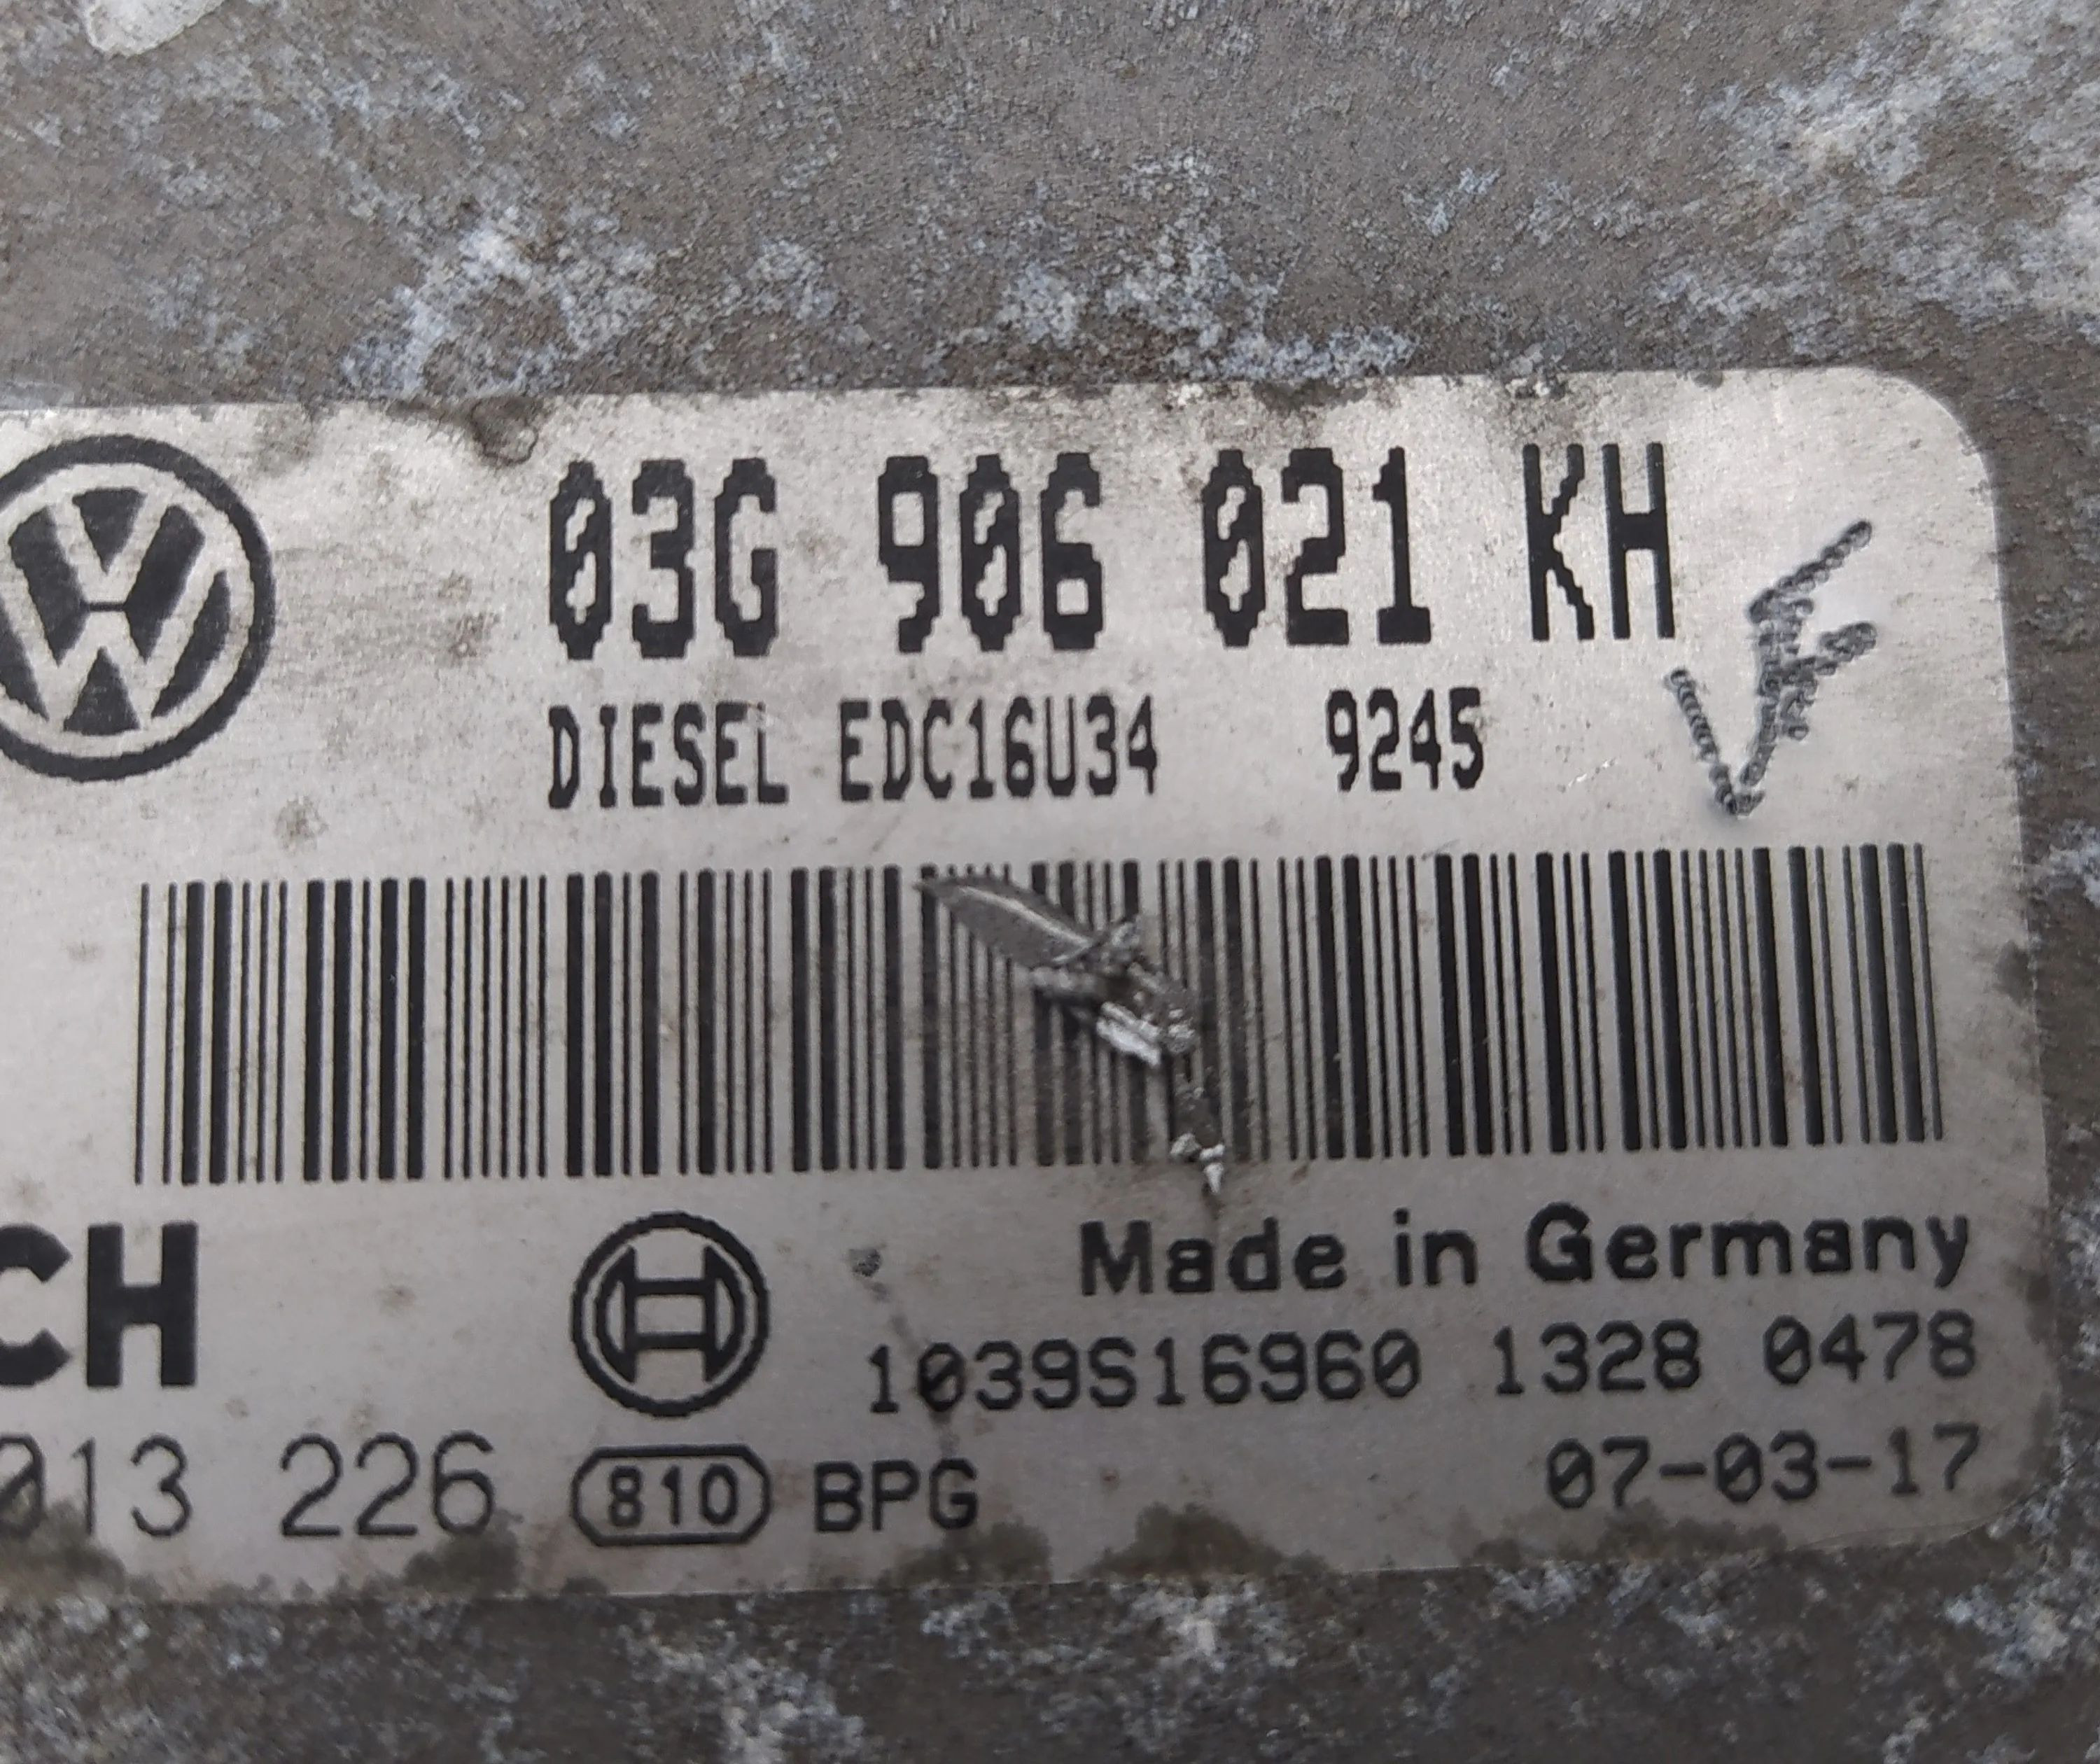 03G 906 021 KH
DIESEL EDC16U34 9245
CH
Made in Germany
1039S16960 1328 0478
013 226 810 BPG 07-03-17